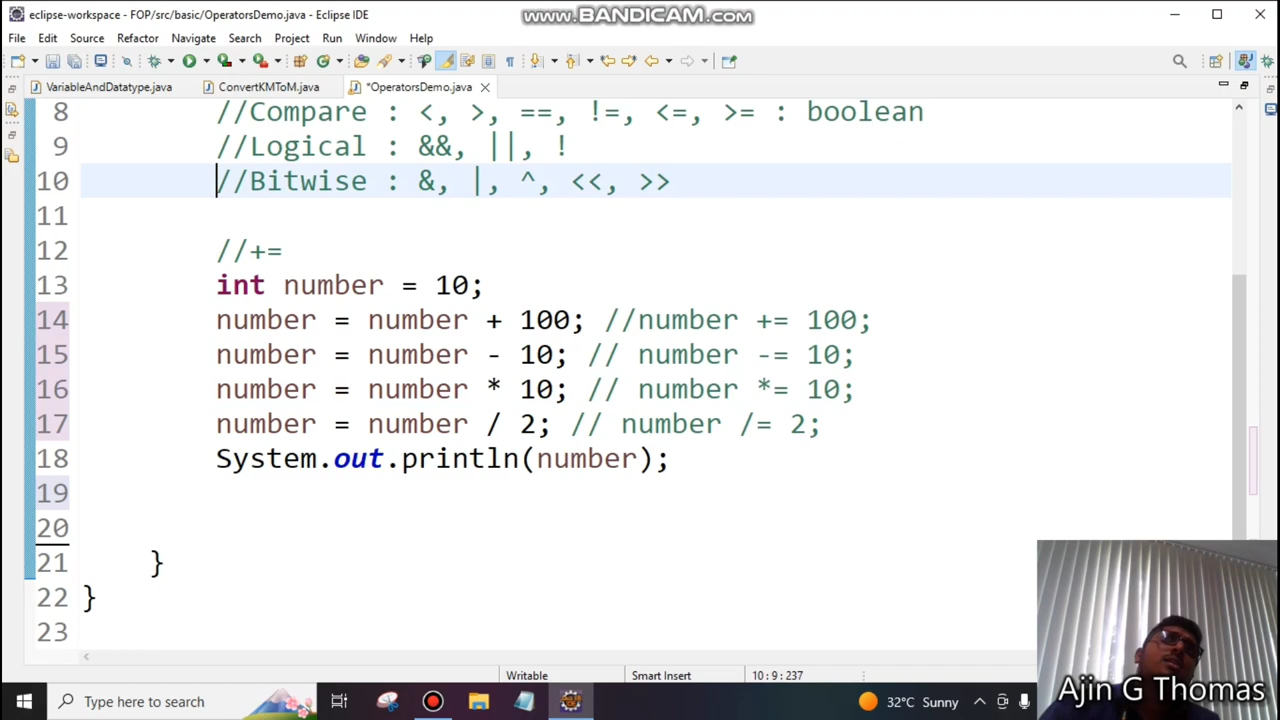 eclipse-workspace - FOP/src/basic/OperatorsDemo.java - Eclipse IDE
www.BANDICAM.com
File Edit Source Refactor Navigate Search Project Run Window Help
VariableAndDatatype.java ConvertKMToM.java *OperatorsDemo.java
8 //Compare : <, >, ==, !=, <=, >= : boolean
9 //Logical : &&, ||, !
10 //Bitwise : &, |, ^, <<, >>
11
12 //+=
13 int number = 10;
14 number = number + 100; //number += 100;
15 number = number - 10; // number -= 10;
16 number = number * 10; // number *= 10;
17 number = number / 2; // number /= 2;
18 System.out.println(number);
19
20
21 }
22 }
23
Writable Smart Insert 10 : 9 : 237
Ajin G Thomas
Type here to search 32°C Sunny